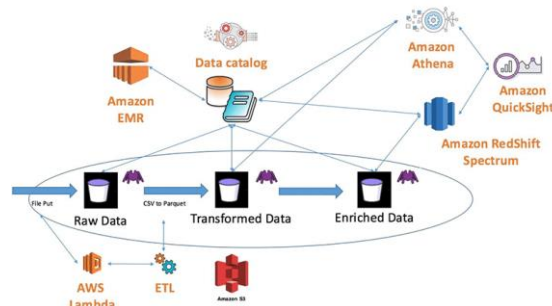 Data catalog
Amazon
Athena
Amazon
EMR
Amazon
QuickSight
Amazon RedShift
Spectrum
File Put
CSV to Parquet
Raw Data
Transformed Data
Enriched Data
AWS
Lambda
ETL
Amazon S3